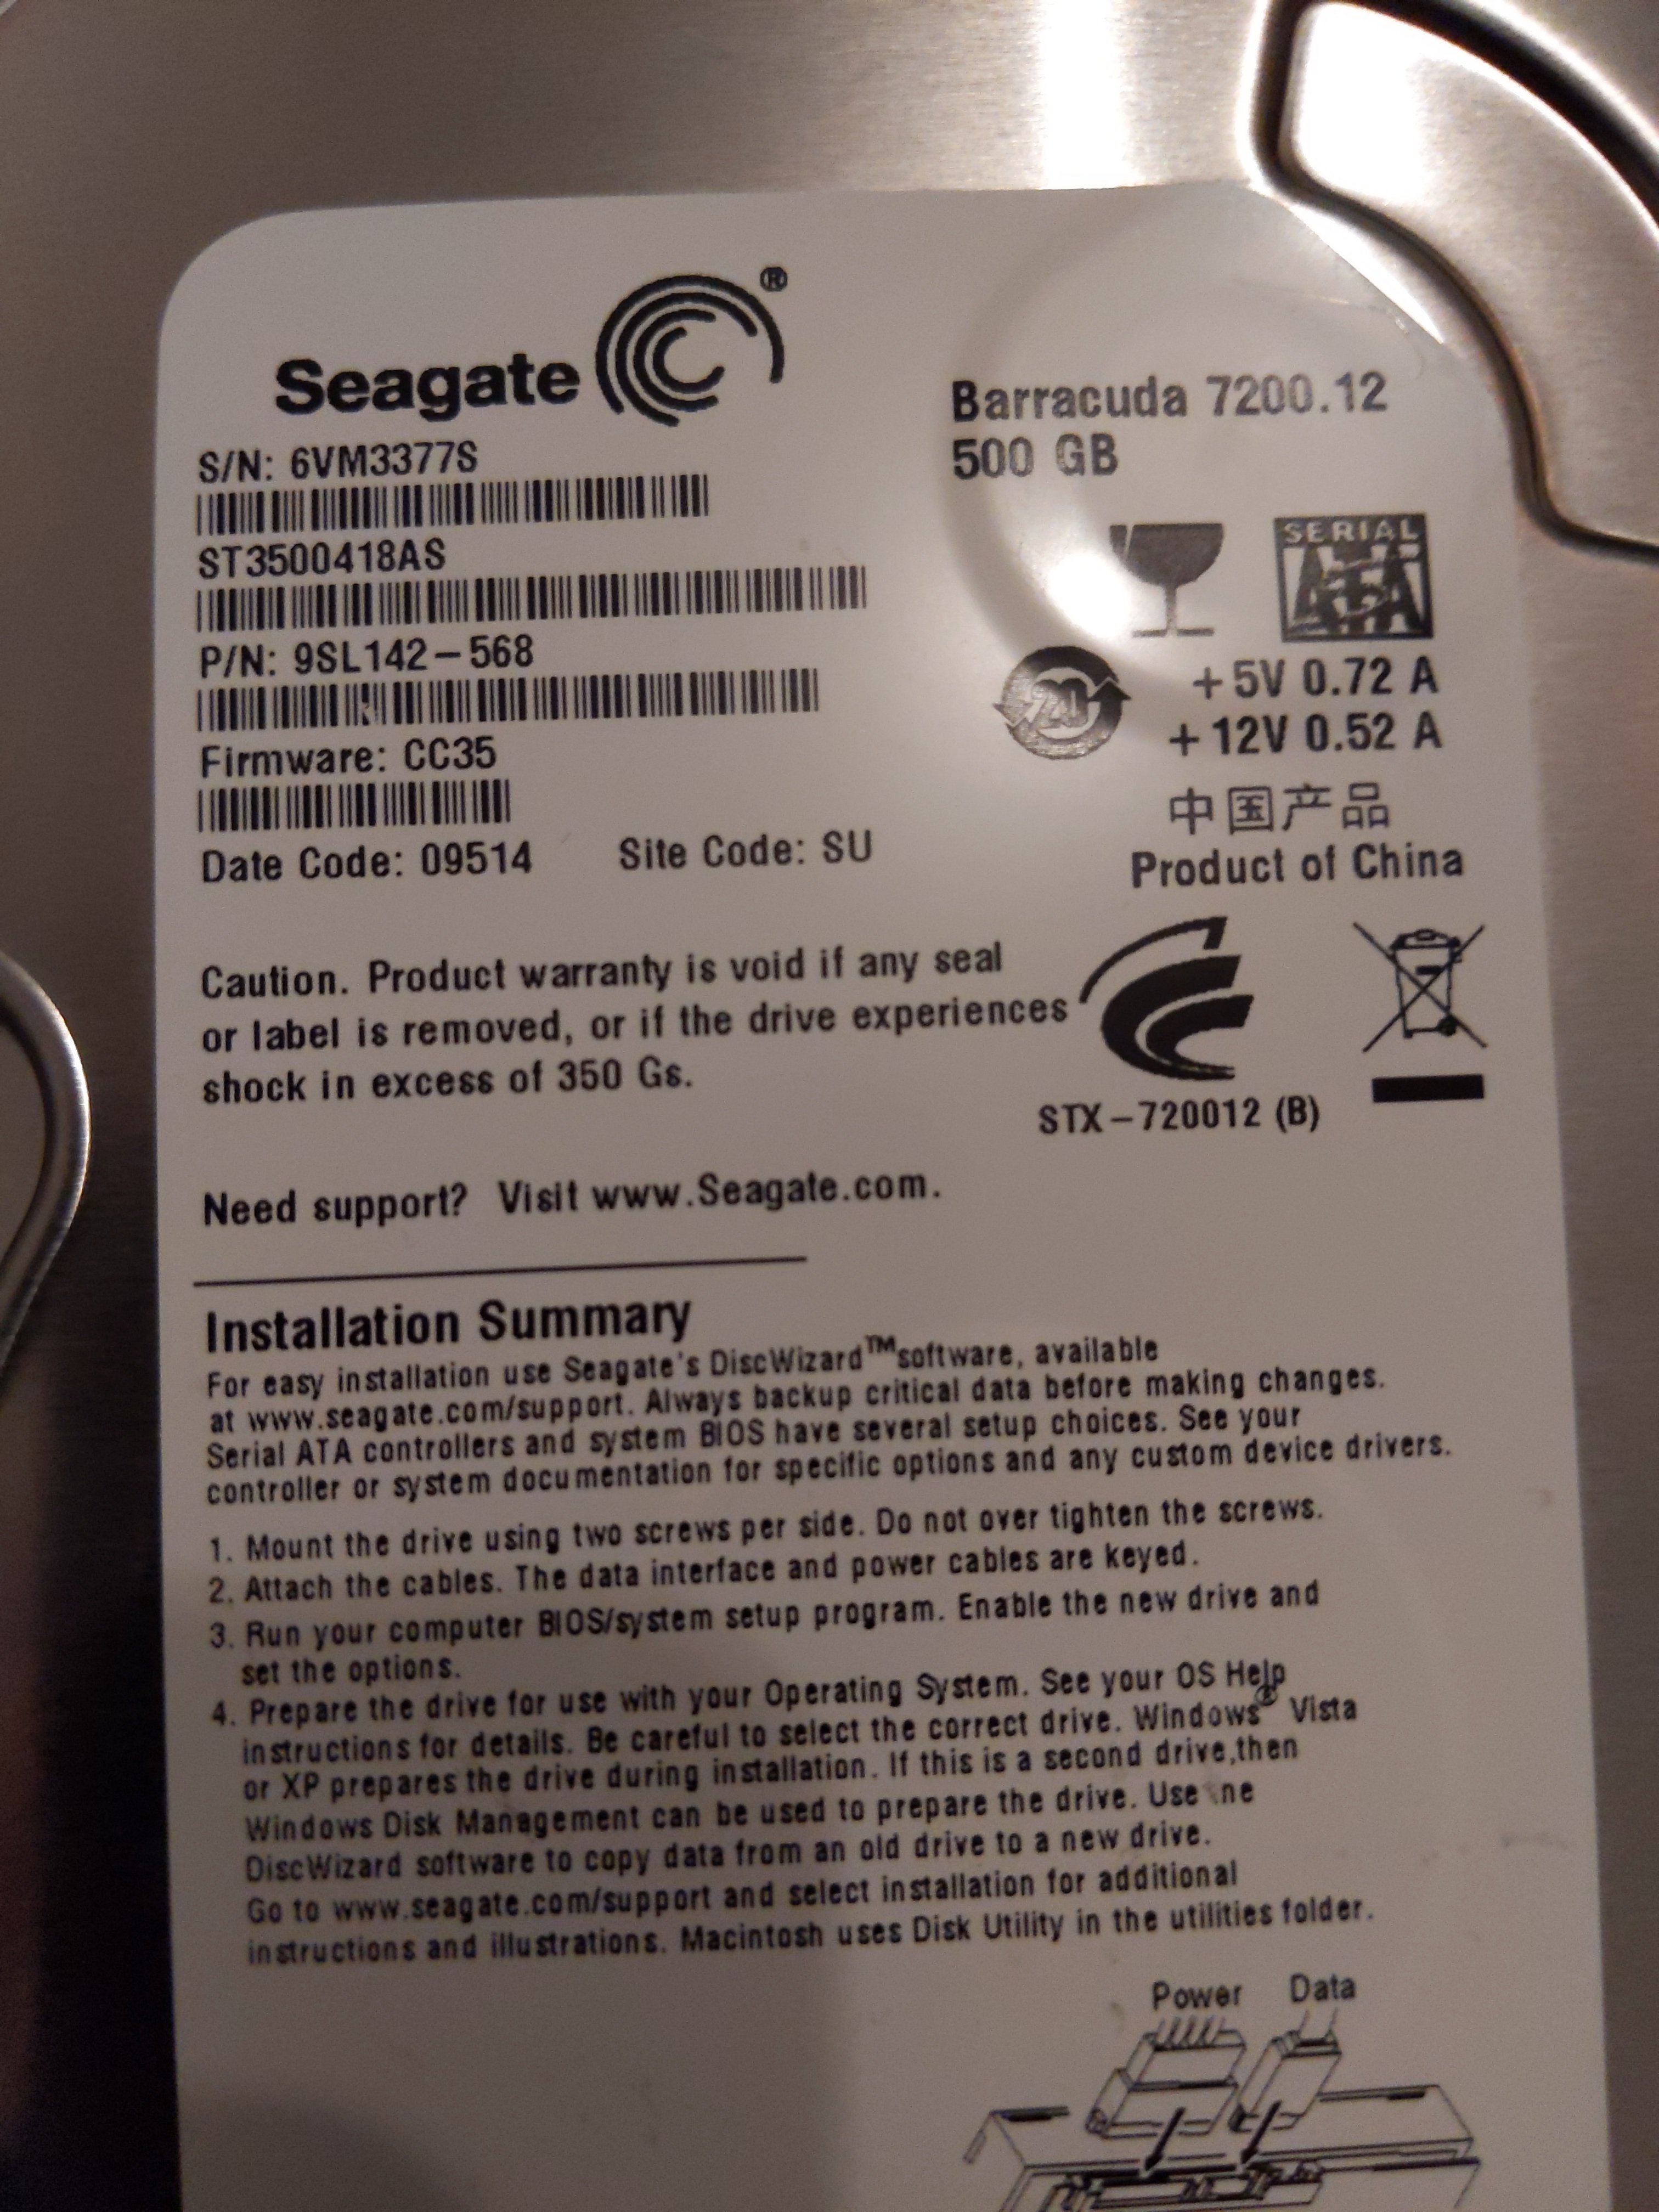 Seagate ®
Barracuda 7200.12
500 GB
S/N: 6VM3377S
ST3500418AS
P/N: 9SL142-568
Firmware: CC35
Date Code: 09514 Site Code: SU
SERIAL
ATA
20
+5V 0.72 A
+12V 0.52 A
中国产品
Product of China
Caution. Product warranty is void if any seal
or label is removed, or if the drive experiences
shock in excess of 350 Gs.
STX-720012 (B)
Need support? Visit www.Seagate.com.
Installation Summary
For easy installation use Seagate's DiscWizard™ software, available
at www.seagate.com/support. Always backup critical data before making changes.
Serial ATA controllers and system BIOS have several setup choices. See your
controller or system documentation for specific options and any custom device drivers.
1. Mount the drive using two screws per side. Do not over tighten the screws.
2. Attach the cables. The data interface and power cables are keyed.
3. Run your computer BIOS/system setup program. Enable the new drive and
set the options.
4. Prepare the drive for use with your Operating System. See your OS Help
instructions for details. Be careful to select the correct drive. Windows® Vista
or XP prepares the drive during installation. If this is a second drive,then
Windows Disk Management can be used to prepare the drive. Use
DiscWizard software to copy data from an old drive to a new drive.
Go to www.seagate.com/support and select installation for additional
instructions and illustrations. Macintosh uses Disk Utility in the utilities folder.
Power Data